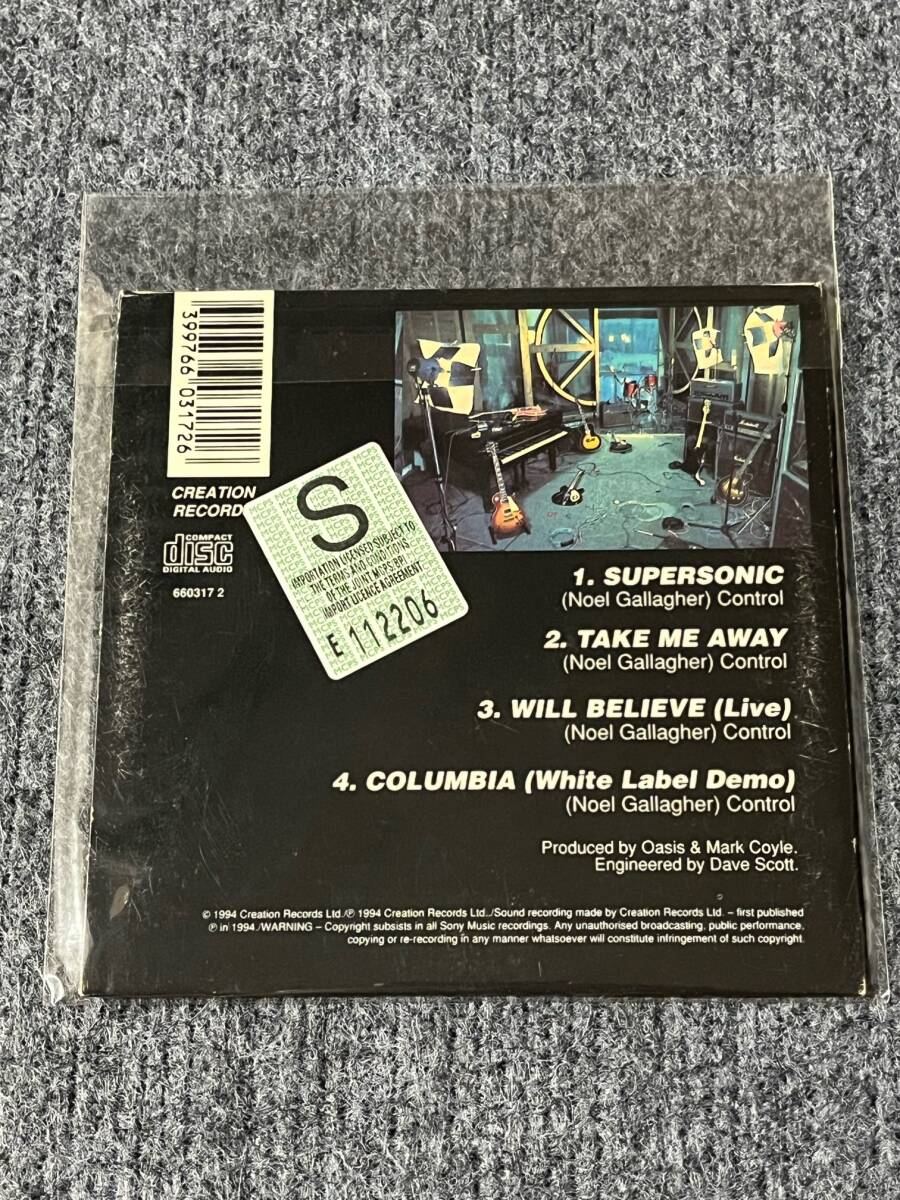 399766 031726
CREATION
RECORD
COMPACT
disc
DIGITAL AUDIO
660317 2
S
IMPORTATION LICENSED SUBJECT TO
THE TERMS AND CONDITIONS
OF THE JOINT MCPS/BPI
IMPORT LICENCE AGREEMENT
E 112206
1. SUPERSONIC
(Noel Gallagher) Control
2. TAKE ME AWAY
(Noel Gallagher) Control
3. WILL BELIEVE (Live)
(Noel Gallagher) Control
4. COLUMBIA (White Label Demo)
(Noel Gallagher) Control
Produced by Oasis & Mark Coyle.
Engineered by Dave Scott.
© 1994 Creation Records Ltd./℗ 1994 Creation Records Ltd../Sound recording made by Creation Records Ltd. – first published
℗ in 1994/WARNING – Copyright subsists in all Sony Music recordings. Any unauthorised broadcasting, public performance,
copying or re-recording in any manner whatsoever will constitute infringement of such copyright.